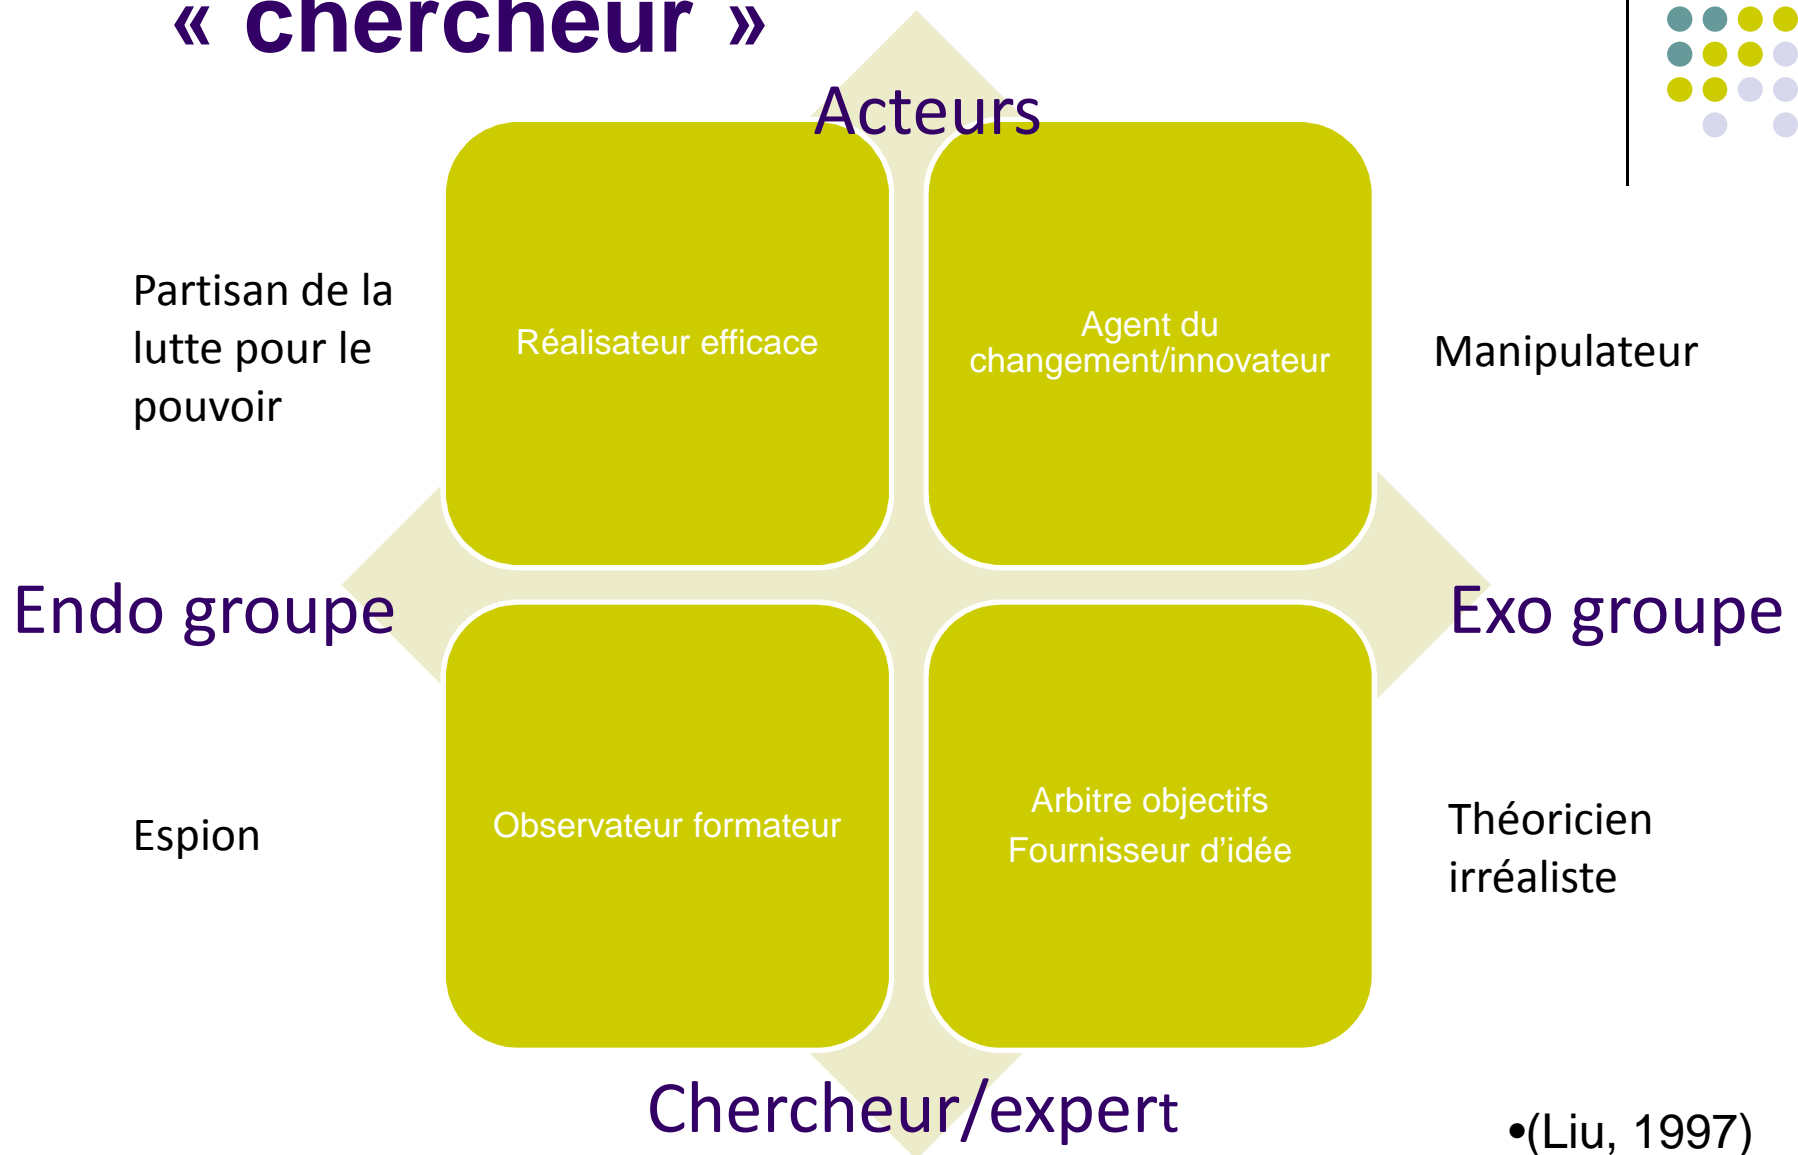 « chercheur »
Acteurs
Partisan de la
lutte pour le
pouvoir
Réalisateur efficace
Agent du
changement/innovateur
Manipulateur
Endo groupe
Exo groupe
Espion
Observateur formateur
Arbitre objectifs
Fournisseur d’idée
Théoricien
irréaliste
Chercheur/expert
•(Liu, 1997)